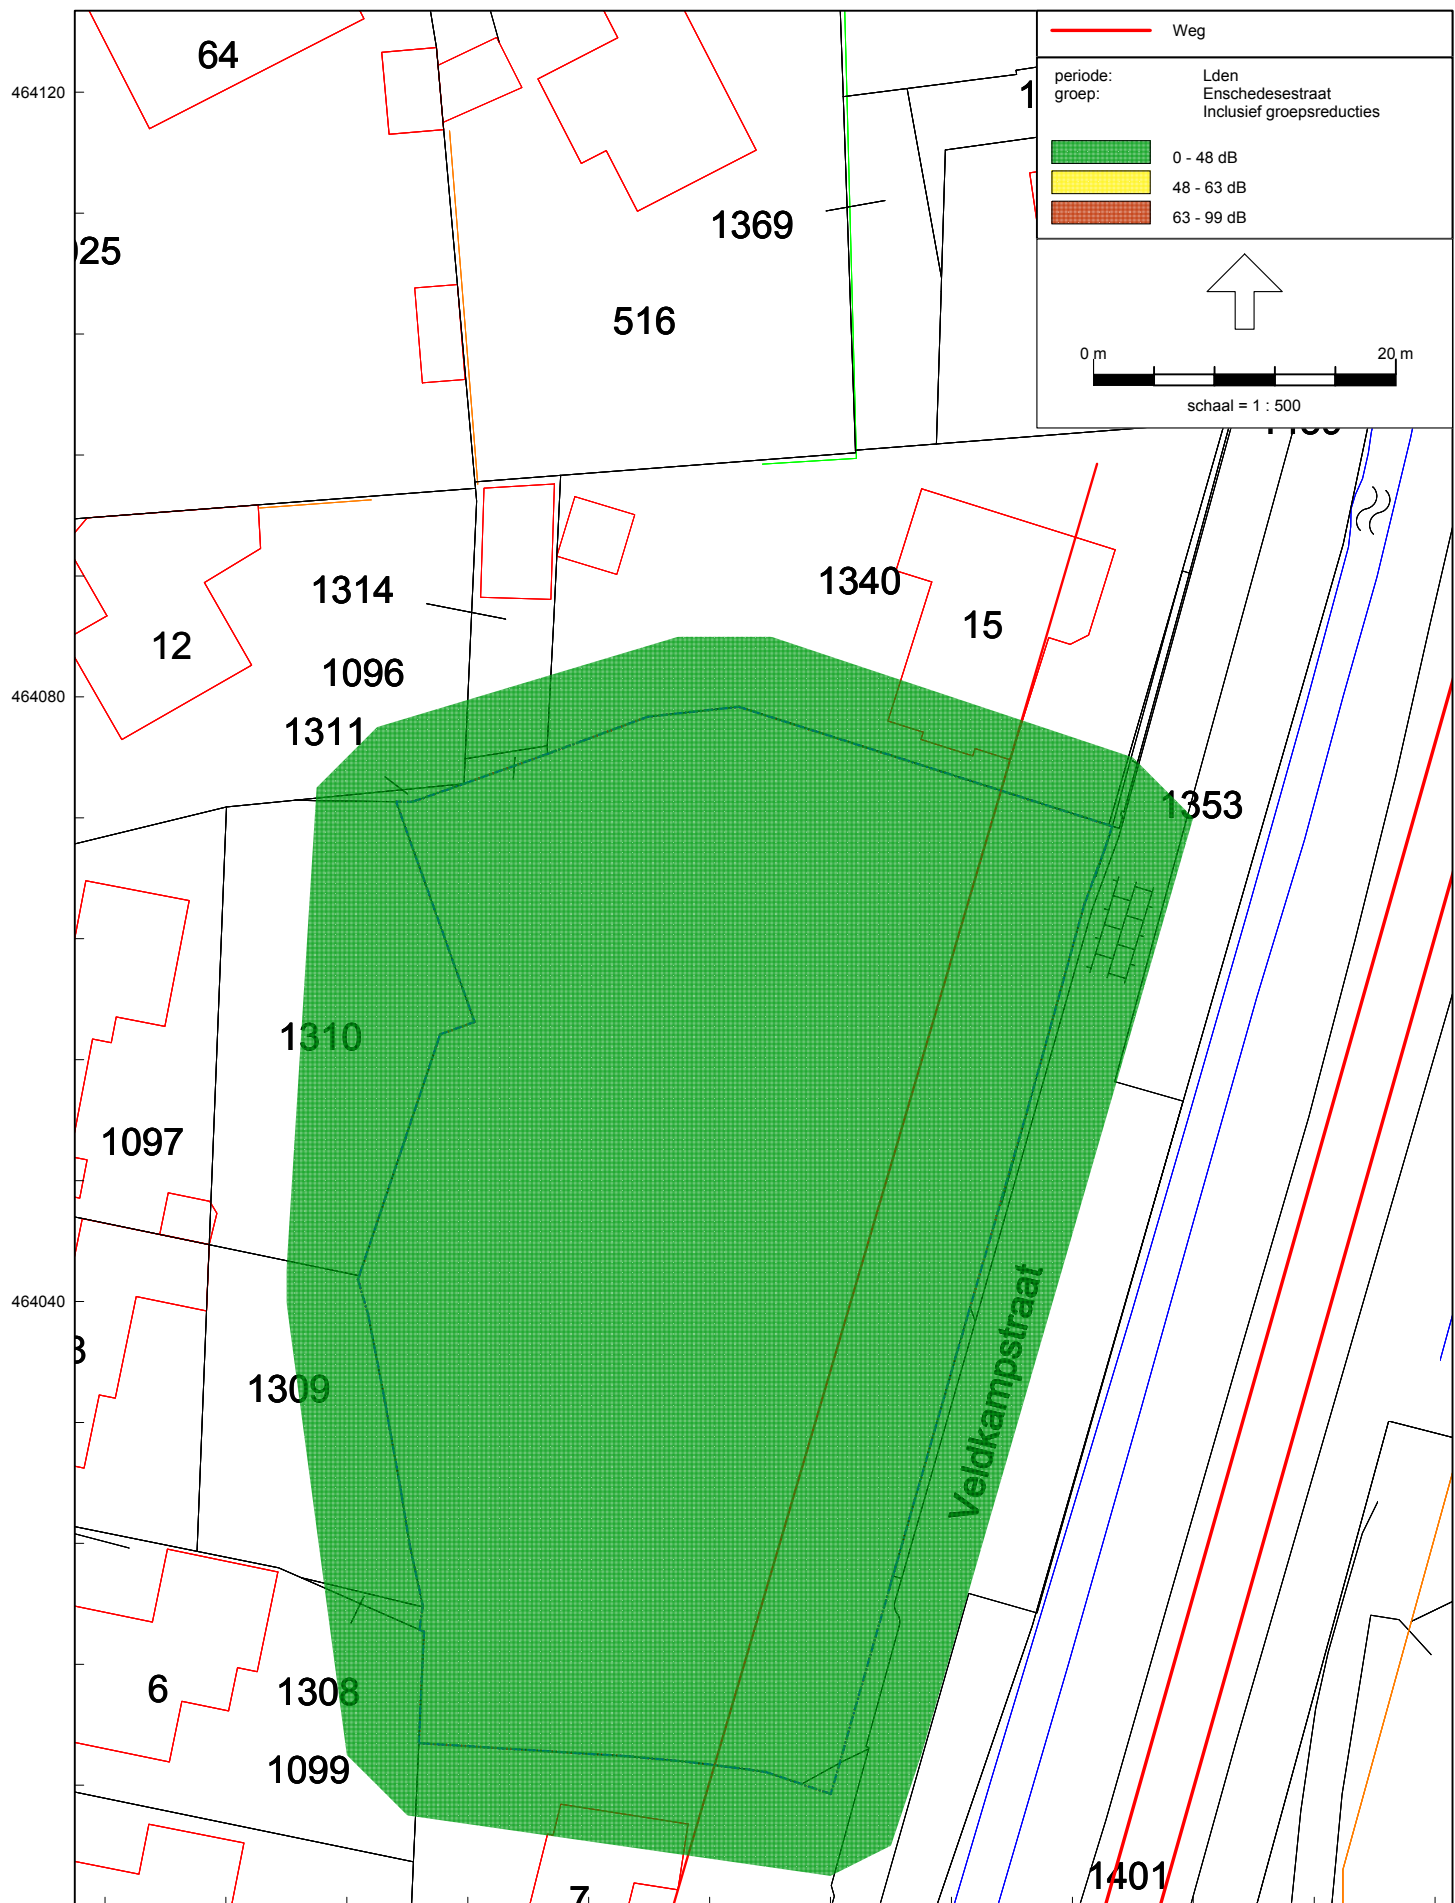 Weg
periode: Lden
groep: Enschedesestraat
Inclusief groepsreducties
0 - 48 dB
48 - 63 dB
63 - 99 dB
0 m 20 m
schaal = 1 : 500
64
464120
1369
516
1314
1340
12
15
1096
464080
1311
1353
1310
1097
464040
Veldkampstraat
1309
6
1308
1099
1401
7